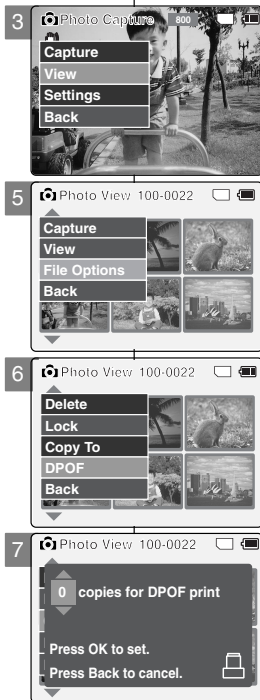 3
Photo Capture 800
Capture
View
Settings
Back
5
Photo View 100-0022
Capture
View
File Options
Back
6
Photo View 100-0022
Delete
Lock
Copy To
DPOF
Back
7
Photo View 100-0022
0 copies for DPOF print
Press OK to set.
Press Back to cancel.